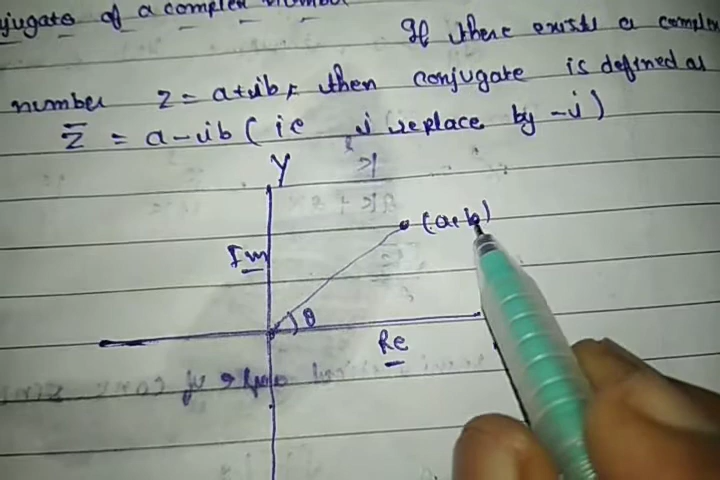 jugate of a complex number
If there exists a complex
number z = a+ib, then conjugate is defined as
z̅ = a-ib (ie i replace by -i)
Y
(a,b)
Im
θ
Re